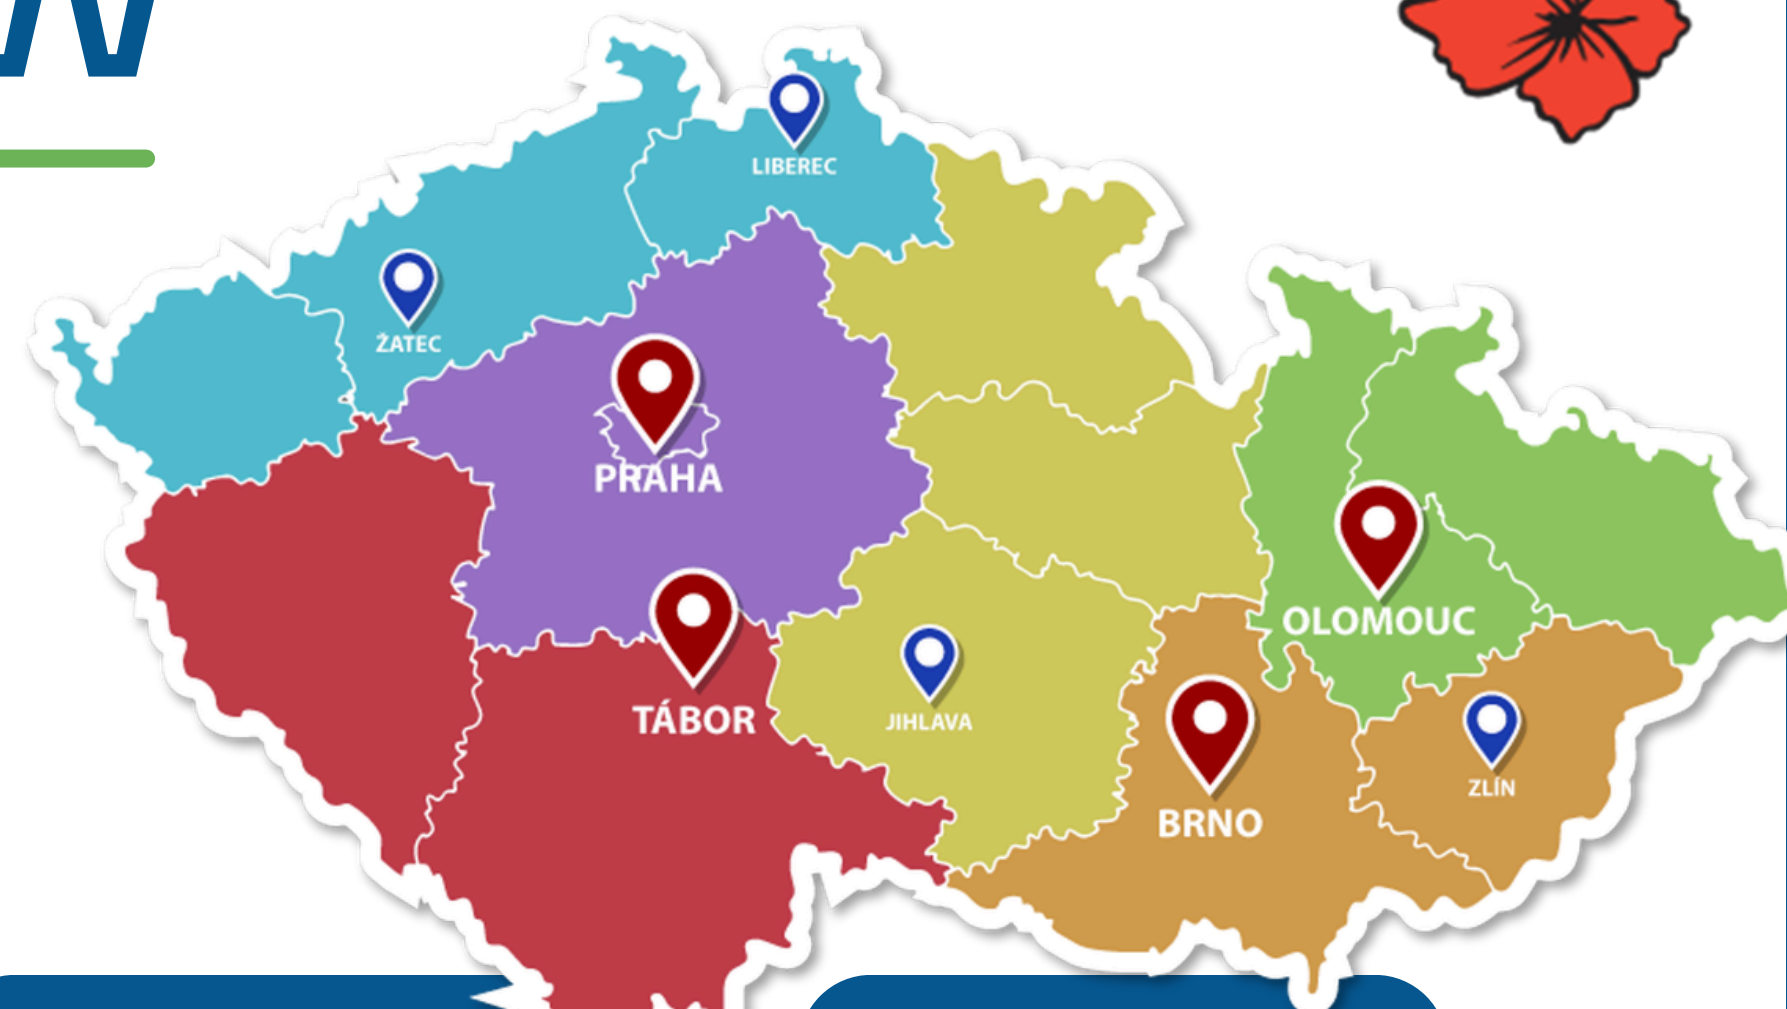 LIBEREC
ŽATEC
PRAHA
OLOMOUC
TÁBOR
JIHLAVA
ZLÍN
BRNO